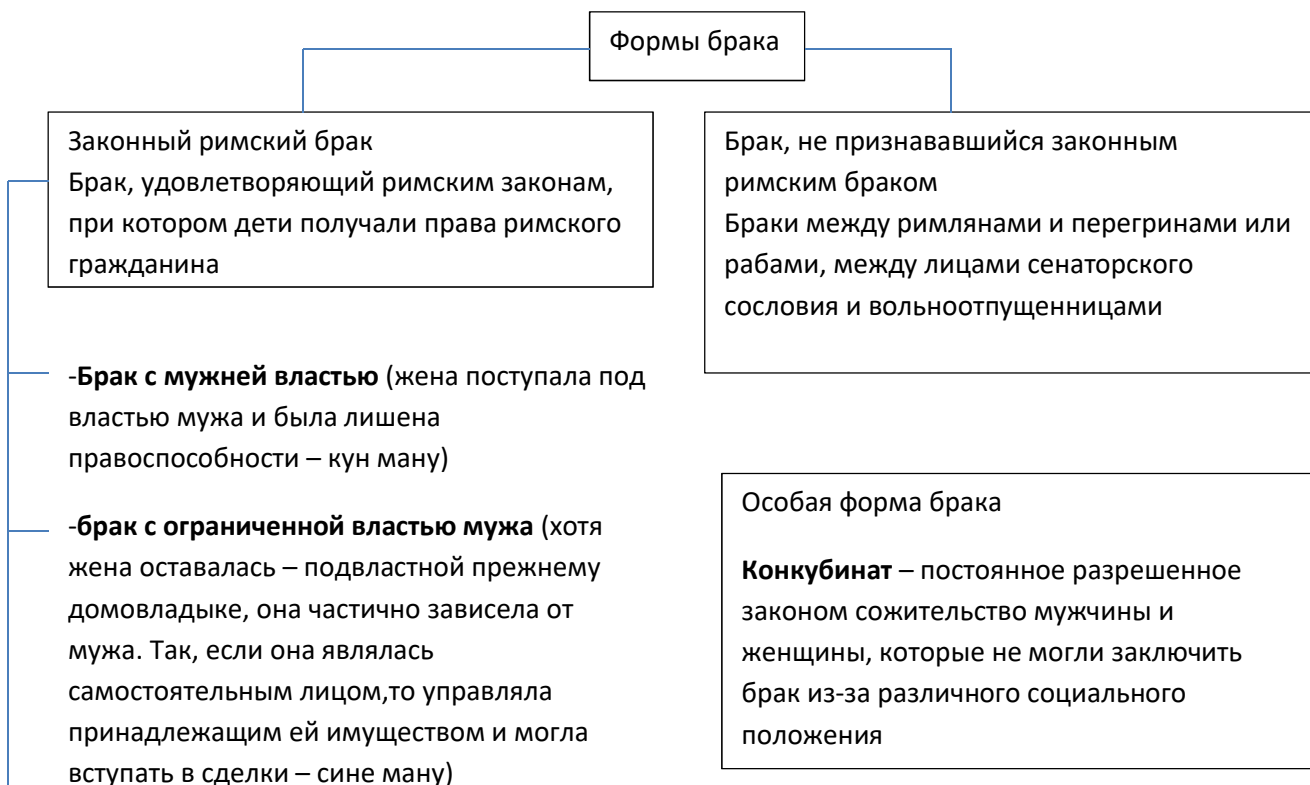 Формы брака
Законный римский брак
Брак, удовлетворяющий римским законам,
при котором дети получали права римского
гражданина
-Брак с мужней властью (жена поступала под
властью мужа и была лишена
правоспособности – кун ману)
-брак с ограниченной властью мужа (хотя
жена оставалась – подвластной прежнему
домовладыке, она частично зависела от
мужа. Так, если она являлась
самостоятельным лицом,то управляла
принадлежащим ей имуществом и могла
вступать в сделки – сине ману)
Брак, не признававшийся законным
римским браком
Браки между римлянами и перегринами или
рабами, между лицами сенаторского
сословия и вольноотпущенницами
Особая форма брака
Конкубинат – постоянное разрешенное
законом сожительство мужчины и
женщины, которые не могли заключить
брак из-за различного социального
положения